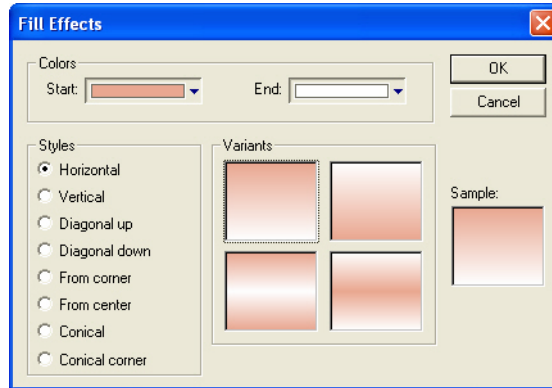 Fill Effects
Colors
Start:
End:
OK
Cancel
Styles
Horizontal
Vertical
Diagonal up
Diagonal down
From corner
From center
Conical
Conical corner
Variants
Sample: